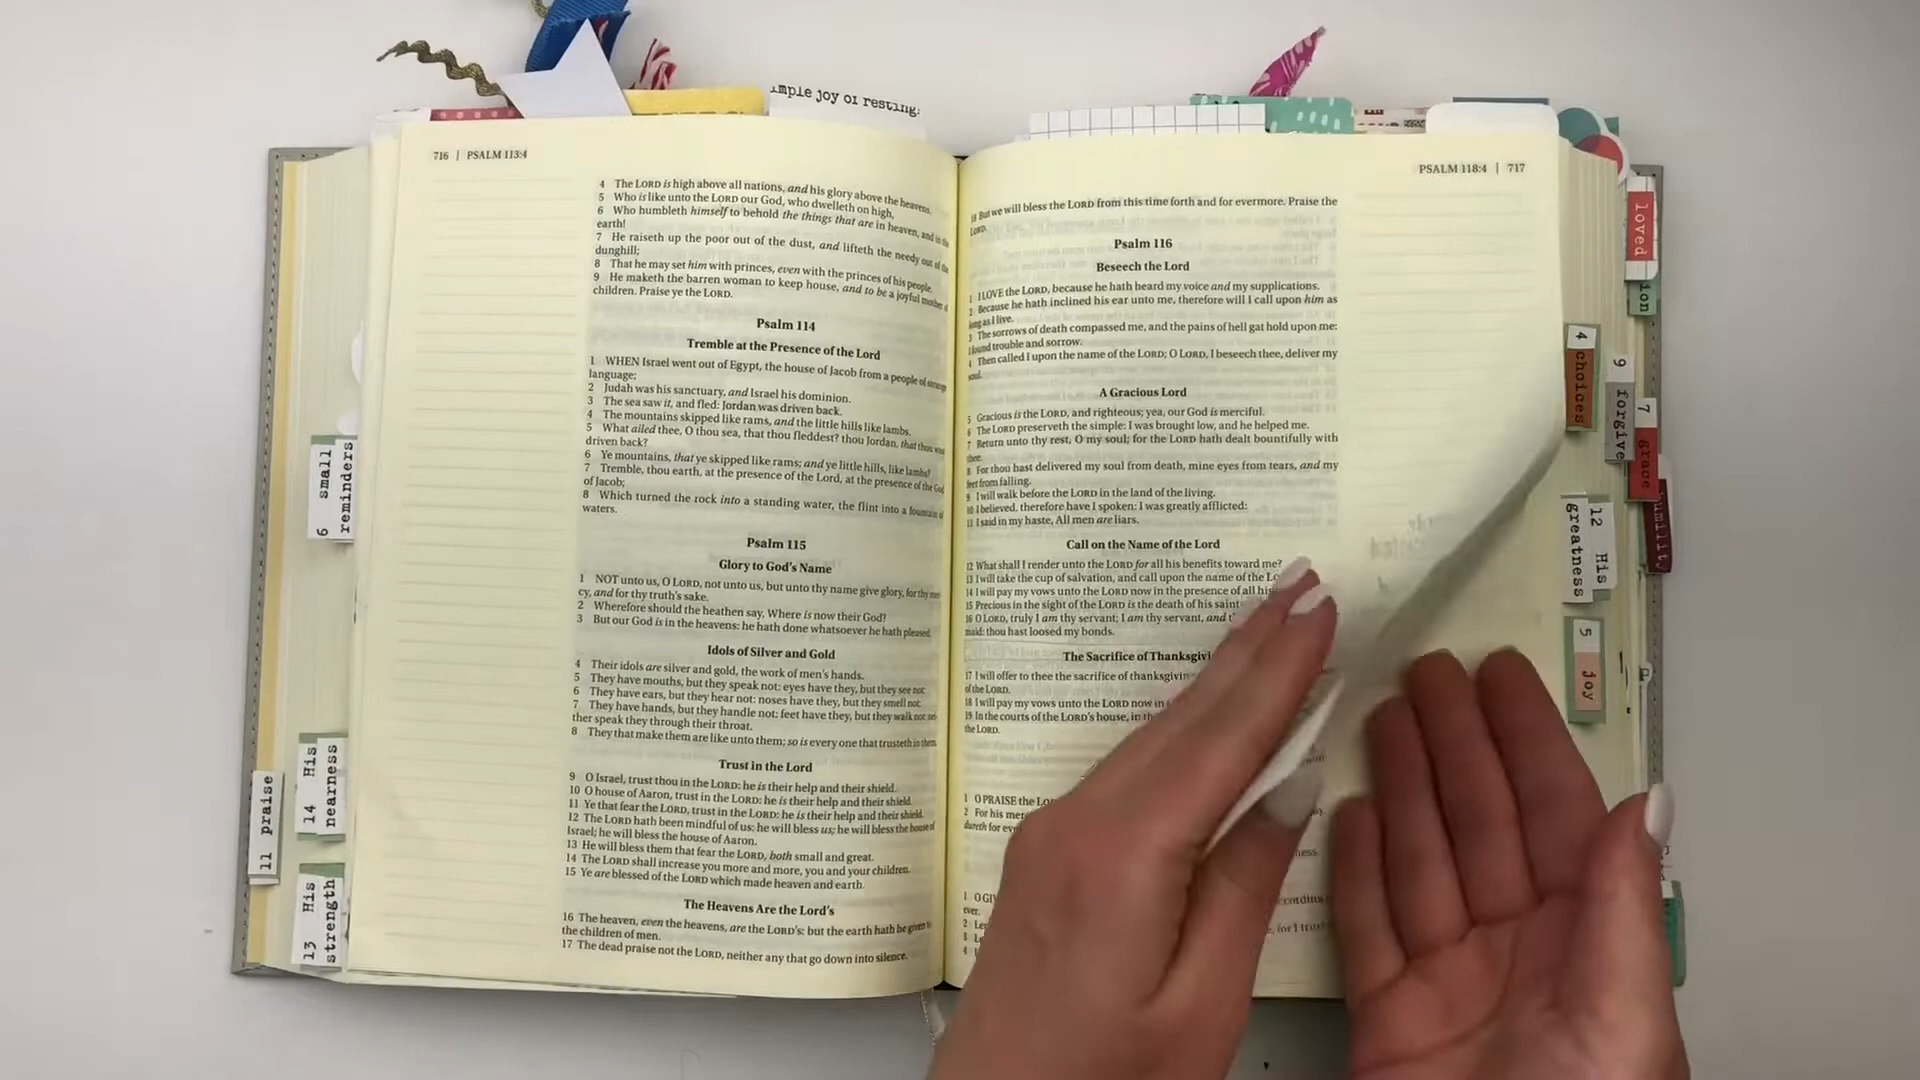 imple joy of resting:
716 | PSALM 113:4
4 The LORD is high above all nations, and his glory above the heavens.
5 Who is like unto the LORD our God, who dwelleth on high,
6 Who humbleth himself to behold the things that are in heaven, and in the
earth!
7 He raiseth up the poor out of the dust, and lifteth the needy out of the
dunghill;
8 That he may set him with princes, even with the princes of his people.
9 He maketh the barren woman to keep house, and to be a joyful mother of
children. Praise ye the LORD.
Psalm 114
Tremble at the Presence of the Lord
1 WHEN Israel went out of Egypt, the house of Jacob from a people of strange
language;
2 Judah was his sanctuary, and Israel his dominion.
3 The sea saw it, and fled: Jordan was driven back.
4 The mountains skipped like rams, and the little hills like lambs.
5 What ailed thee, O thou sea, that thou fleddest? thou Jordan, that thou wast
driven back?
6 Ye mountains, that ye skipped like rams; and ye little hills, like lambs?
7 Tremble, thou earth, at the presence of the Lord, at the presence of the God
of Jacob;
8 Which turned the rock into a standing water, the flint into a fountain of
waters.
Psalm 115
Glory to God's Name
1 NOT unto us, O LORD, not unto us, but unto thy name give glory, for thy mer-
cy, and for thy truth's sake.
2 Wherefore should the heathen say, Where is now their God?
3 But our God is in the heavens: he hath done whatsoever he hath pleased.
Idols of Silver and Gold
4 Their idols are silver and gold, the work of men's hands.
5 They have mouths, but they speak not: eyes have they, but they see not:
6 They have ears, but they hear not: noses have they, but they smell not:
7 They have hands, but they handle not: feet have they, but they walk not: nei-
ther speak they through their throat.
8 They that make them are like unto them; so is every one that trusteth in them.
Trust in the Lord
9 O Israel, trust thou in the LORD: he is their help and their shield.
10 O house of Aaron, trust in the LORD: he is their help and their shield.
11 Ye that fear the LORD, trust in the LORD: he is their help and their shield.
12 The LORD hath been mindful of us: he will bless us; he will bless the house of
Israel; he will bless the house of Aaron.
13 He will bless them that fear the LORD, both small and great.
14 The LORD shall increase you more and more, you and your children.
15 Ye are blessed of the LORD which made heaven and earth.
The Heavens Are the Lord's
16 The heaven, even the heavens, are the LORD's: but the earth hath he given to
the children of men.
17 The dead praise not the LORD, neither any that go down into silence.
PSALM 118:4 | 717
18 But we will bless the LORD from this time forth and for evermore. Praise the
LORD.
Psalm 116
Beseech the Lord
1 I LOVE the LORD, because he hath heard my voice and my supplications.
2 Because he hath inclined his ear unto me, therefore will I call upon him as
long as I live.
3 The sorrows of death compassed me, and the pains of hell gat hold upon me:
I found trouble and sorrow.
4 Then called I upon the name of the LORD; O LORD, I beseech thee, deliver my
soul.
A Gracious Lord
5 Gracious is the LORD, and righteous; yea, our God is merciful.
6 The LORD preserveth the simple: I was brought low, and he helped me.
7 Return unto thy rest, O my soul; for the LORD hath dealt bountifully with
thee.
8 For thou hast delivered my soul from death, mine eyes from tears, and my
feet from falling.
9 I will walk before the LORD in the land of the living.
10 I believed, therefore have I spoken: I was greatly afflicted:
11 I said in my haste, All men are liars.
Call on the Name of the Lord
12 What shall I render unto the LORD for all his benefits toward me?
13 I will take the cup of salvation, and call upon the name of the Lo
14 I will pay my vows unto the LORD now in the presence of all his
15 Precious in the sight of the LORD is the death of his saint
16 O LORD, truly I am thy servant; I am thy servant, and t
maid: thou hast loosed my bonds.
The Sacrifice of Thanksgivi
17 I will offer to thee the sacrifice of thanksgivin
of the LORD.
18 I will pay my vows unto the LORD now in
19 In the courts of the LORD's house, in th
the LORD.
1 O PRAISE the Lo
2 For his mer
dureth for ev
1 O GI
ever.
2 Le
3 Le
4
6 small
reminders
11 praise
14 His
nearness
13 His
strength
loved
ion
4 choices
9 forgive
7 grace
humility
12 His
greatness
5 joy